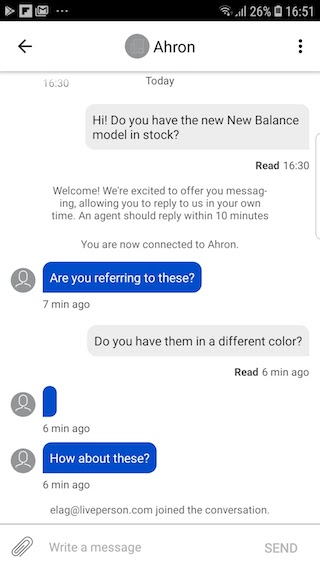 26% 16:51
Ahron
16:30
Today
Hi! Do you have the new New Balance
model in stock?
Read 16:30
Welcome! We're excited to offer you messag-
ing, allowing you to reply to us in your own
time. An agent should reply within 10 minutes
You are now connected to Ahron.
Are you referring to these?
7 min ago
Do you have them in a different color?
Read 6 min ago
6 min ago
How about these?
6 min ago
elag@liveperson.com joined the conversation.
Write a message
SEND